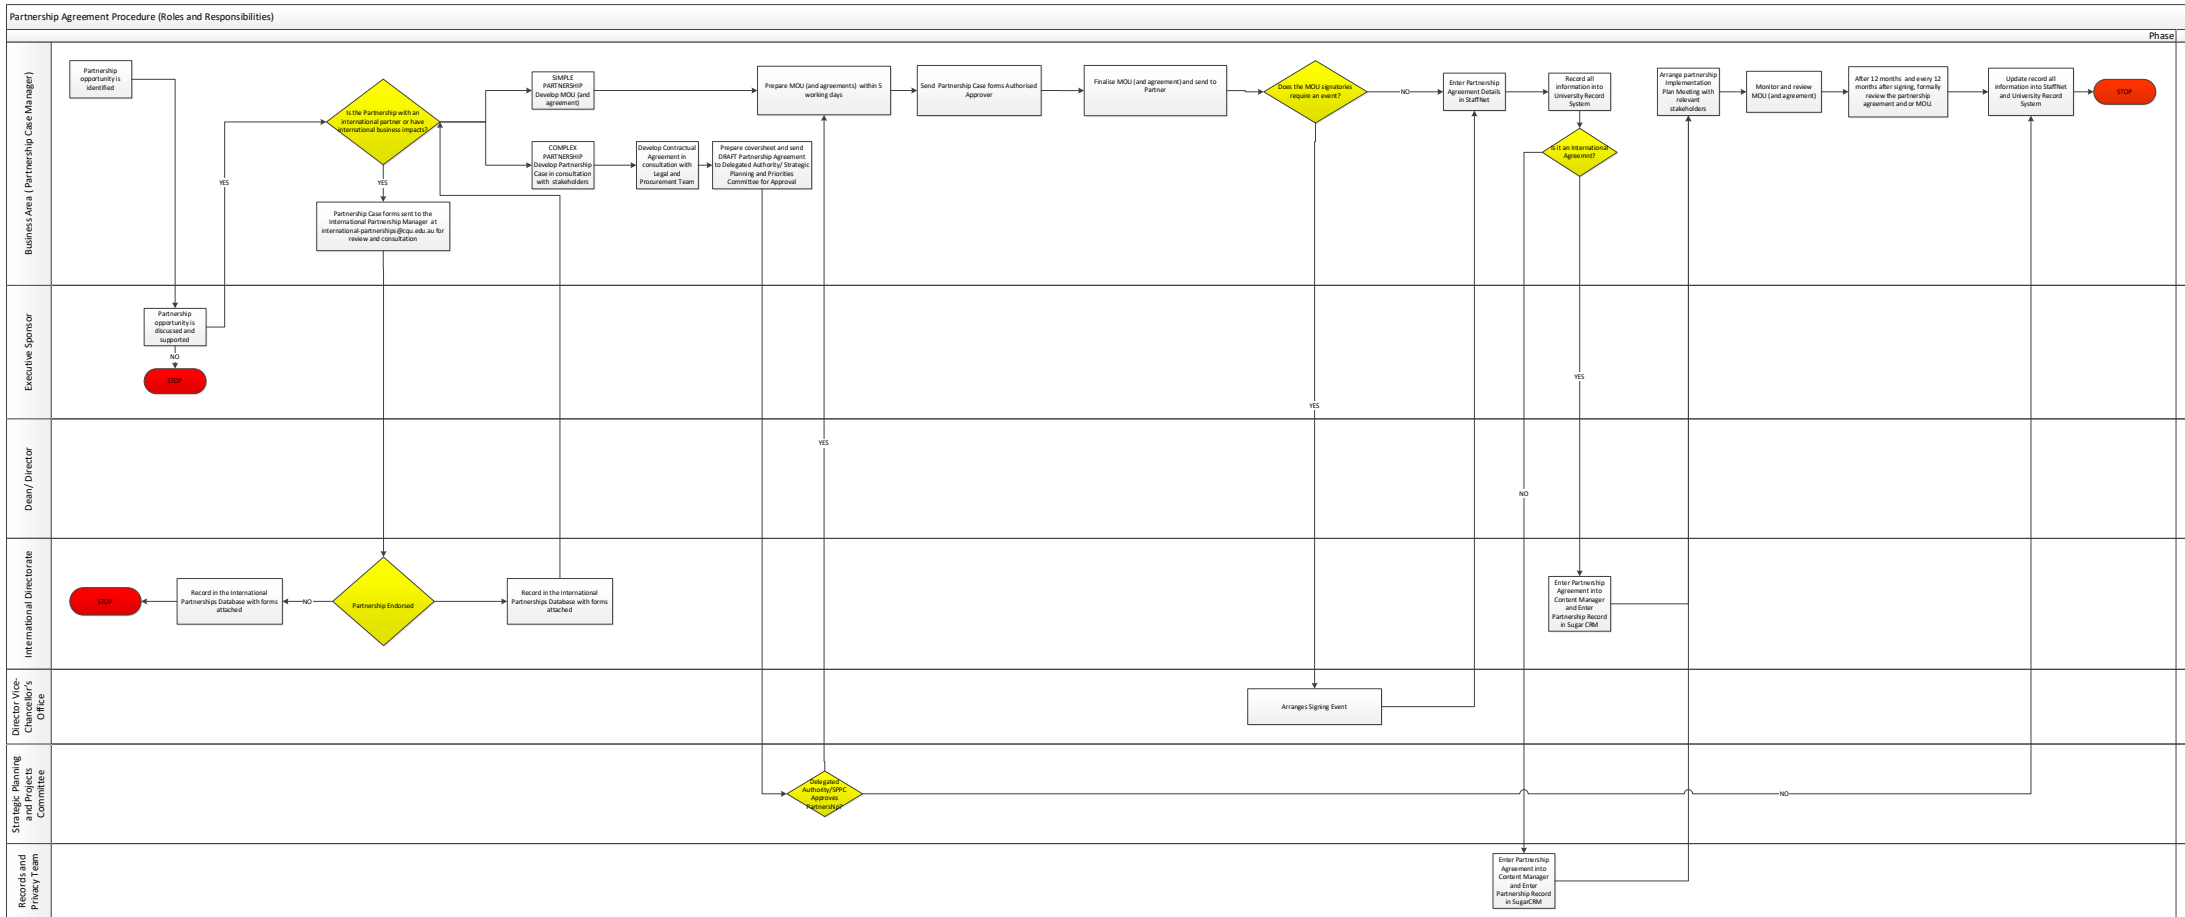 Partnership Agreement Procedure (Roles and Responsibilities)
Phase
Business Area ( Partnership Case Manager)
Partnership
opportunity is
identified
Is the Partnership with an
international partner or have
international business impacts?
YES
YES
Partnership Case forms sent to the
International Partnership Manager at
international-partnerships@cqu.edu.au for
review and consultation
SIMPLE
PARTNERSHIP
Develop MOU (and
agreement)
COMPLEX
PARTNERSHIP
Develop Partnership
Case in consultation
with stakeholders
Develop Contractual
Agreement in
consultation with
Legal and
Procurement Team
Prepare coversheet and send
DRAFT Partnership Agreement
to Delegated Authority/ Strategic
Planning and Priorities
Committee for Approval
Prepare MOU (and agreements) within 5
working days
Send Partnership Case forms Authorised
Approver
Finalise MOU (and agreement) and send to
Partner
Does the MOU signatories
require an event?
NO
Enter Partnership
Agreement Details
in StaffNet
Record all
information into
University Record
System
Is it an International
Agreemnt?
Arrange partnership
Implementation
Plan Meeting with
relevant
stakeholders
Monitor and review
MOU (and agreement)
After 12 months and every 12
months after signing, formally
review the partnership
agreement and or MOU.
Update record all
information into StaffNet
and University Record
System
STOP
Executive Sponsor
Partnership
opportunity is
discussed and
supported
NO
STOP
YES
YES
Dean/ Director
YES
NO
International Directorate
STOP
Record in the International
Partnerships Database with forms
attached
NO
Partnership Endorsed
Record in the International
Partnerships Database with forms
attached
Enter Partnership
Agreement into
Content Manager
and Enter
Partnership Record
in Sugar CRM
Director Vice-
Chancellor's
Office
Arranges Signing Event
Strategic Planning
and Projects
Committee
Delegated
Authority/SPPC
Approves
Partnership?
NO
Records and
Privacy Team
Enter Partnership
Agreement into
Content Manager
and Enter
Partnership Record
in SugarCRM